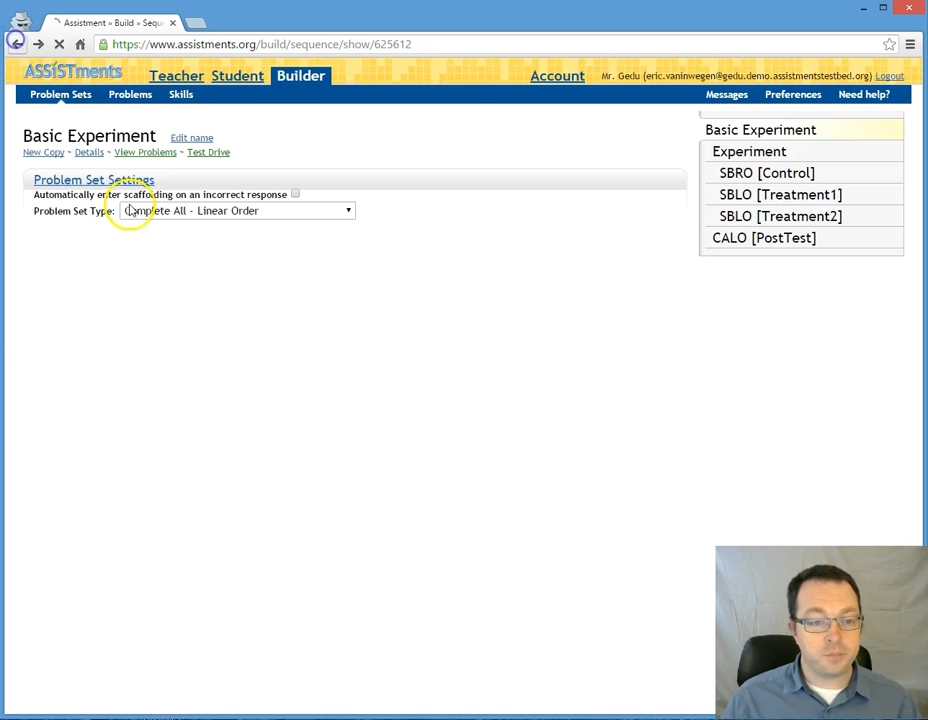 Assistment » Build » Sequ
https://www.assistments.org/build/sequence/show/625612
ASSISTments
Teacher Student Builder
Account
Mr. Gedu (eric.vaninwegen@gedu.demo.assistmentstestbed.org) Logout
Problem Sets Problems Skills
Messages Preferences Need help?
Basic Experiment Edit name
New Copy ~ Details ~ View Problems ~ Test Drive
Problem Set Settings
Automatically enter scaffolding on an incorrect response
Problem Set Type: Complete All - Linear Order
Basic Experiment
Experiment
SBRO [Control]
SBLO [Treatment1]
SBLO [Treatment2]
CALO [PostTest]